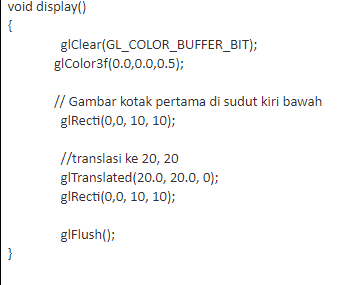 void display()
{
glClear(GL_COLOR_BUFFER_BIT);
glColor3f(0.0,0.0,0.5);
// Gambar kotak pertama di sudut kiri bawah
glRecti(0,0, 10, 10);
//translasi ke 20, 20
glTranslated(20.0, 20.0, 0);
glRecti(0,0, 10, 10);
glFlush();
}